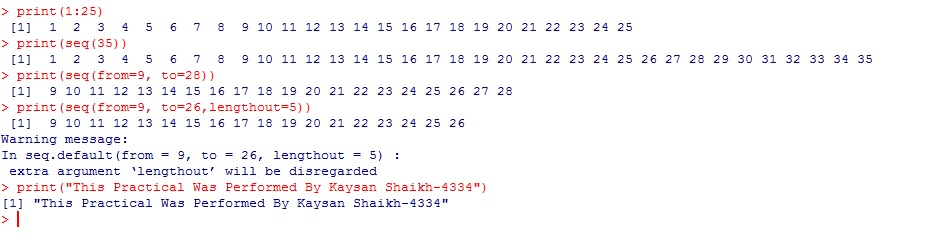 > print(1:25)
 [1]  1  2  3  4  5  6  7  8  9 10 11 12 13 14 15 16 17 18 19 20 21 22 23 24 25
> print(seq(35))
 [1]  1  2  3  4  5  6  7  8  9 10 11 12 13 14 15 16 17 18 19 20 21 22 23 24 25 26 27 28 29 30 31 32 33 34 35
> print(seq(from=9, to=28))
 [1]  9 10 11 12 13 14 15 16 17 18 19 20 21 22 23 24 25 26 27 28
> print(seq(from=9, to=26,lengthout=5))
 [1]  9 10 11 12 13 14 15 16 17 18 19 20 21 22 23 24 25 26
Warning message:
In seq.default(from = 9, to = 26, lengthout = 5) :
 extra argument ‘lengthout’ will be disregarded
> print("This Practical Was Performed By Kaysan Shaikh-4334")
[1] "This Practical Was Performed By Kaysan Shaikh-4334"
>